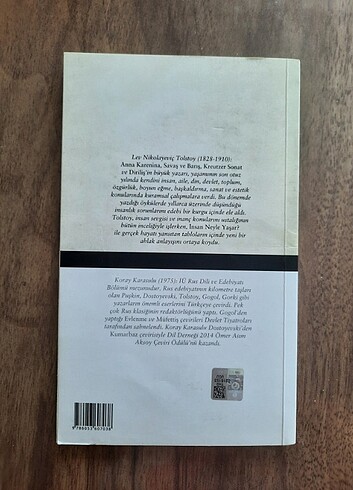 Lev Nikolayeviç Tolstoy (1828-1910):
Anna Karenina, Savaş ve Barış, Kreutzer Sonat
ve Diriliş'in büyük yazarı, yaşamının son otuz
yılında kendini insan, aile, din, devlet, toplum,
özgürlük, boyun eğme, başkaldırma, sanat ve estetik
konularında kuramsal çalışmalara verdi. Bu dönemde
yazdığı öykülerde yıllarca üzerinde düşündüğü
insanlık sorunlarını edebi bir kurgu içinde ele aldı.
Tolstoy, insan sevgisi ve inanç konularını ustalığının
bütün inceliğiyle işlerken, İnsan Neyle Yaşar?
ile gerçek hayatı yansıtan tabloların içinde yeni bir
ahlak anlayışını ortaya koydu.
Koray Karasulu (1973): İÜ Rus Dili ve Edebiyatı
Bölümü mezunudur. Rus edebiyatının kilometre taşları
olan Puşkin, Dostoyevski, Tolstoy, Gogol, Gorki gibi
yazarların önemli eserlerini Türkçeye çevirdi. Pek
çok Rus klasiğinin redaktörlüğünü yaptı. Gogol'den
yaptığı Evlenme ve Müfettiş çevirileri Devlet Tiyatroları
tarafından sahnelendi. Koray Karasulu Dostoyevski'den
Kumarbaz çevirisiyle Dil Derneği 2014 Ömer Asım
Aksoy Çeviri Ödülü'nü kazandı.
9 786053 607038